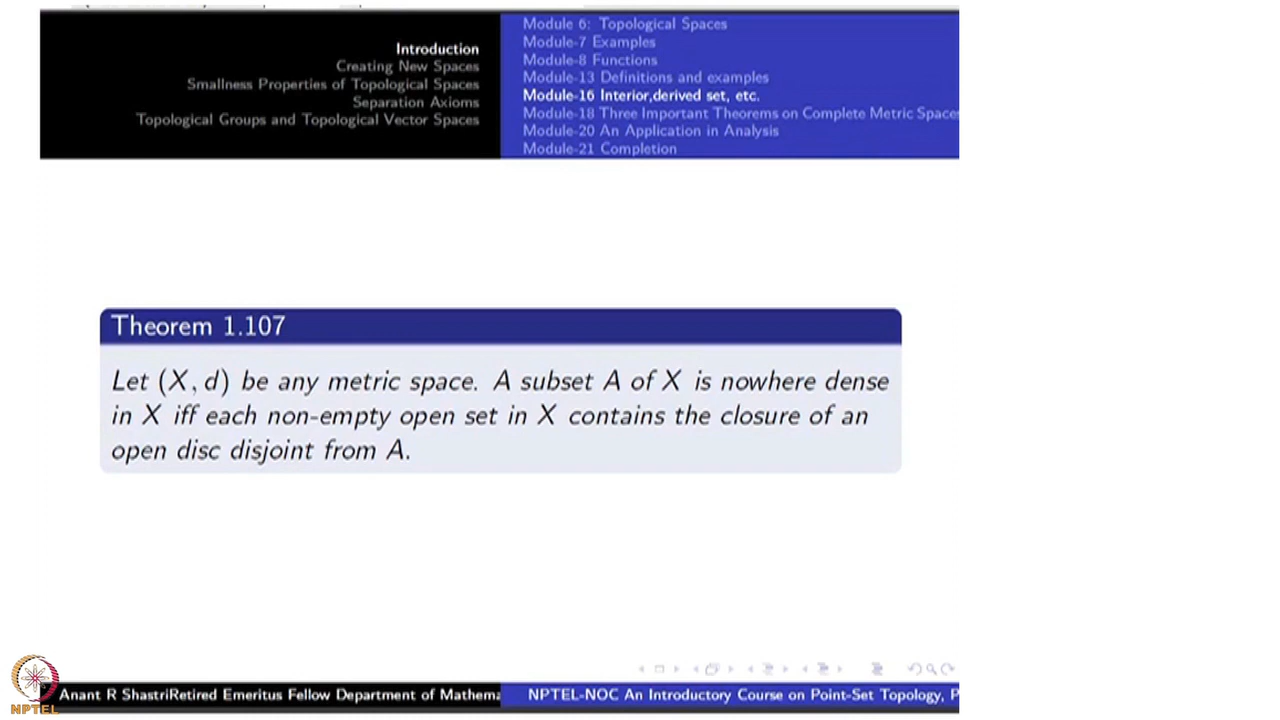 Introduction
Creating New Spaces
Smallness Properties of Topological Spaces
Separation Axioms
Topological Groups and Topological Vector Spaces
Module 6: Topological Spaces
Module-7 Examples
Module-8 Functions
Module-13 Definitions and examples
Module-16 Interior,derived set, etc.
Module-18 Three Important Theorems on Complete Metric Spaces
Module-20 An Application in Analysis
Module-21 Completion
Theorem 1.107
Let (X, d) be any metric space. A subset A of X is nowhere dense
in X iff each non-empty open set in X contains the closure of an
open disc disjoint from A.
NPTEL
Anant R ShastriRetired Emeritus Fellow Department of Mathema
NPTEL-NOC An Introductory Course on Point-Set Topology, P